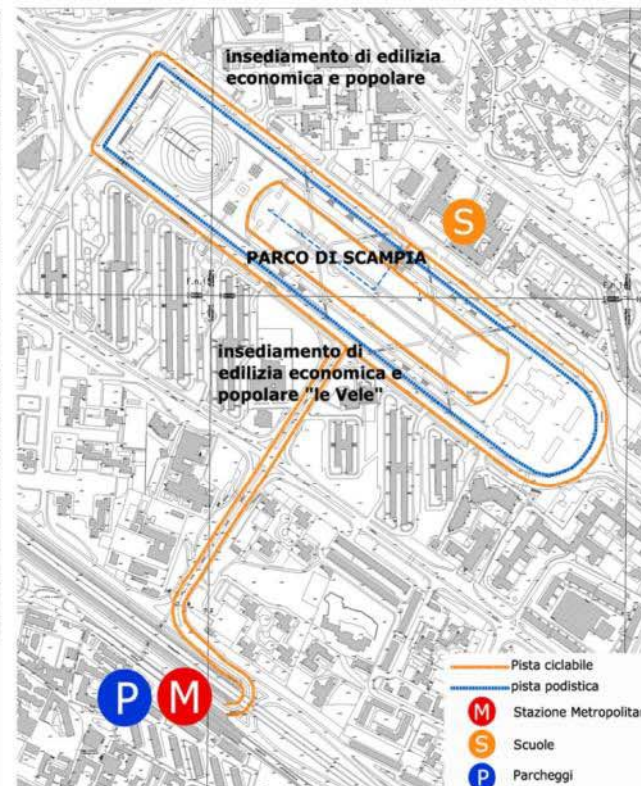 insediamento di edilizia
economica e popolare
S
PARCO DI SCAMPIA
insediamento di
edilizia economica e
popolare "le Vele"
P M
Pista ciclabile
pista podistica
M Stazione Metropolitan
S Scuole
P Parcheggi